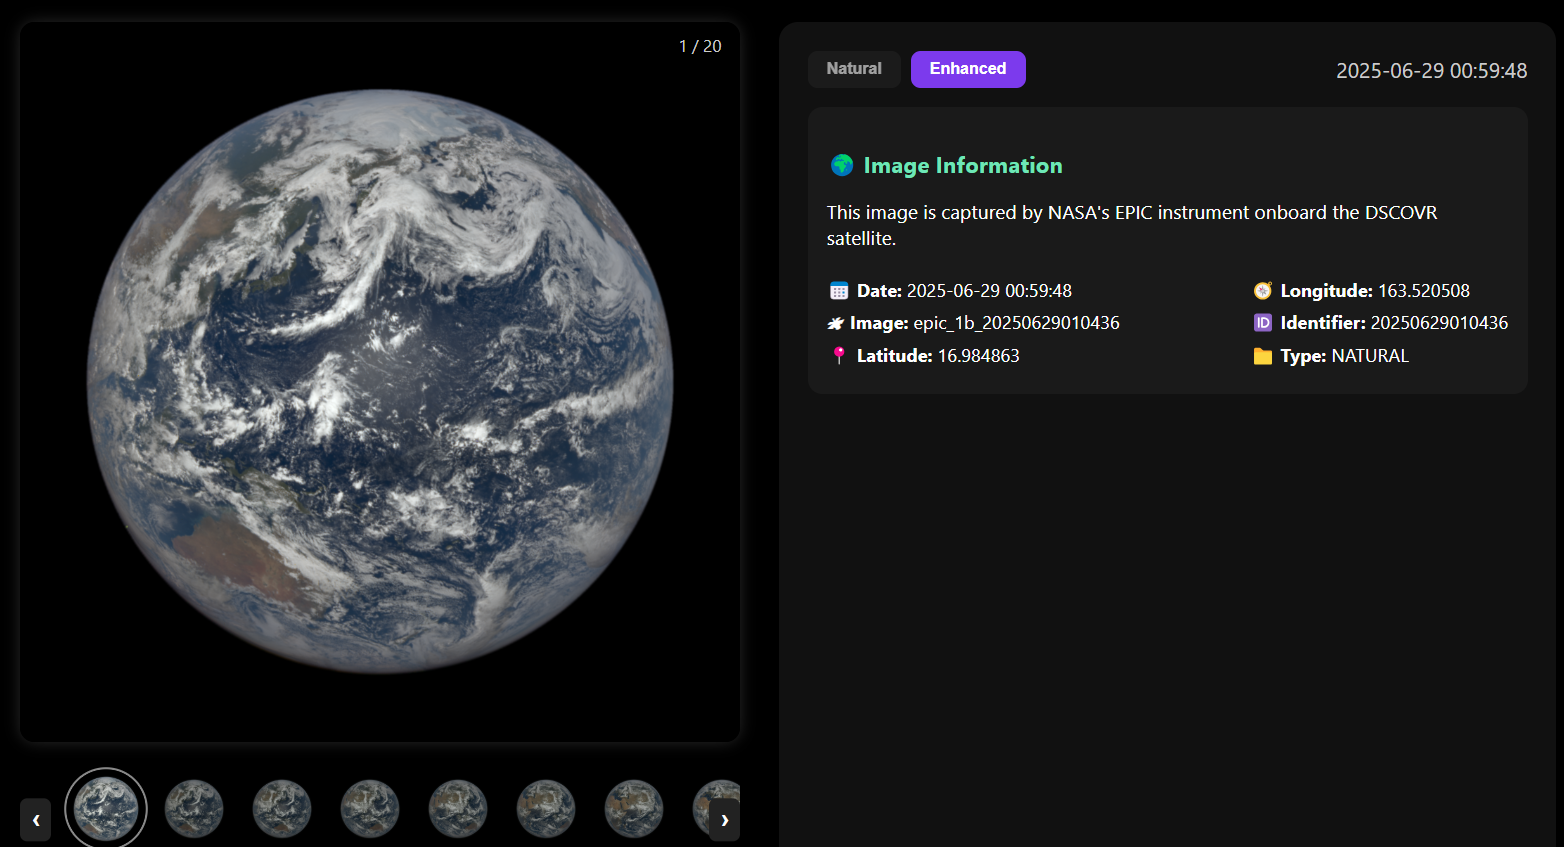 1 / 20
Natural
Enhanced
2025-06-29 00:59:48
Image Information
This image is captured by NASA's EPIC instrument onboard the DSCOVR
satellite.
Date: 2025-06-29 00:59:48
Longitude: 163.520508
Image: epic_1b_20250629010436
ID Identifier: 20250629010436
Latitude: 16.984863
Type: NATURAL